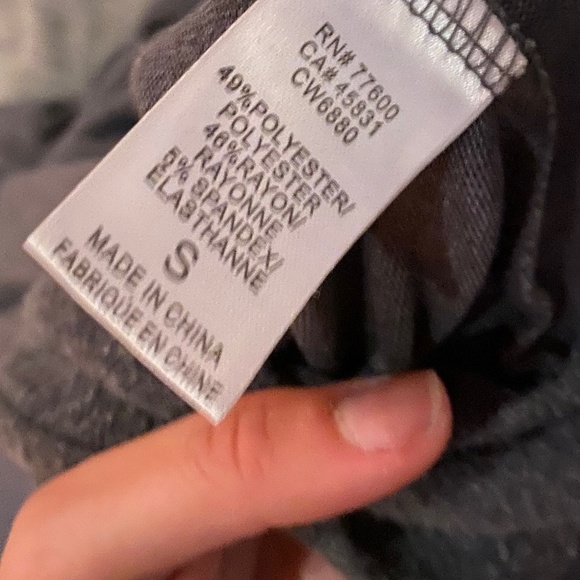 RN# 77600
CA# 45831
CW6880
49%POLYESTER/
POLYESTER
46%RAYON/
RAYONNE
5% SPANDEX/
ELASTHANNE
S
MADE IN CHINA
FABRIQUE EN CHINE